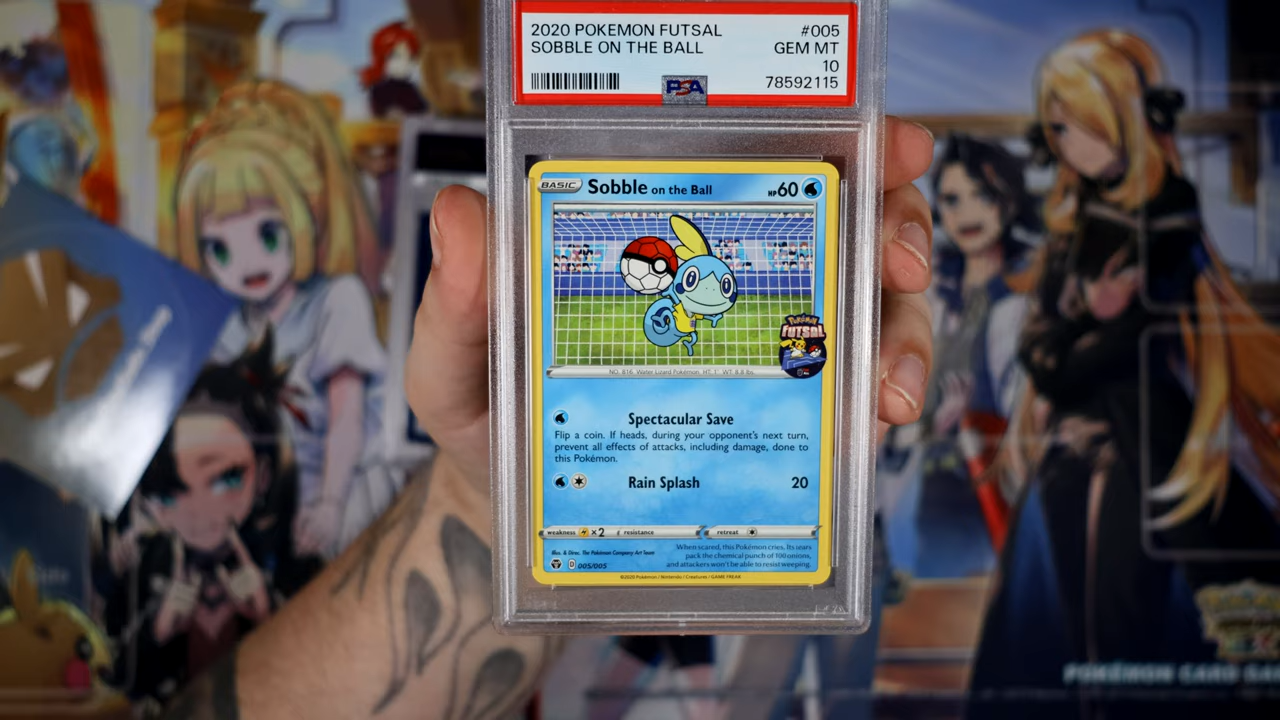 2020 POKEMON FUTSAL #005
SOBBLE ON THE BALL GEM MT
10
PSA 78592115
BASIC Sobble on the Ball HP60
Pokémon
FUTSAL
NO. 816 Water Lizard Pokémon HT: 1' WT: 8.8 lbs.
Spectacular Save
Flip a coin. If heads, during your opponent's next turn,
prevent all effects of attacks, including damage, done to
this Pokémon.
Rain Splash 20
weakness ×2 resistance retreat
Illus. & Direc. The Pokémon Company Art Team
When scared, this Pokémon cries. Its tears
pack the chemical punch of 100 onions,
and attackers won't be able to resist weeping.
005/005
©2020 Pokémon / Nintendo / Creatures / GAME FREAK
POKÉMON CARD GA